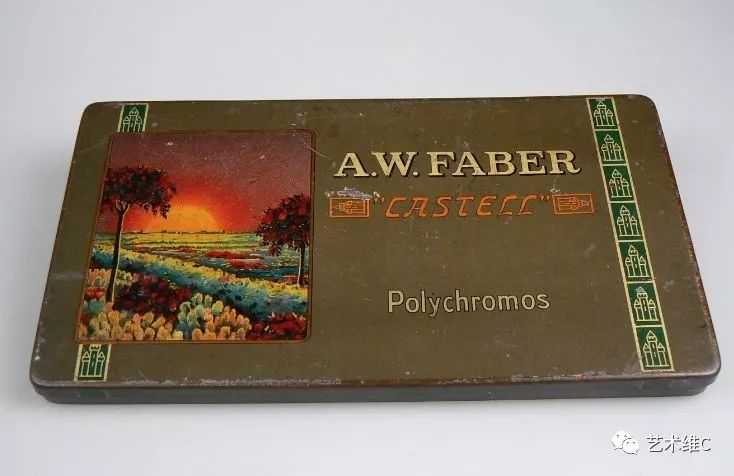 A.W. FABER
"CASTELL"
Polychromos
艺术维C